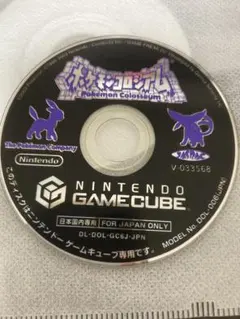 ポケモンコロシアム
Pokémon Colosseum
The Pokémon Company
Nintendo
V-033568
NINTENDO
GAMECUBE
日本国内専用 FOR JAPAN ONLY
DL-DOL-GC6J-JPN
このディスクはニンテンドーゲームキューブ専用です。
MODEL NO. DOL-006(JPN)